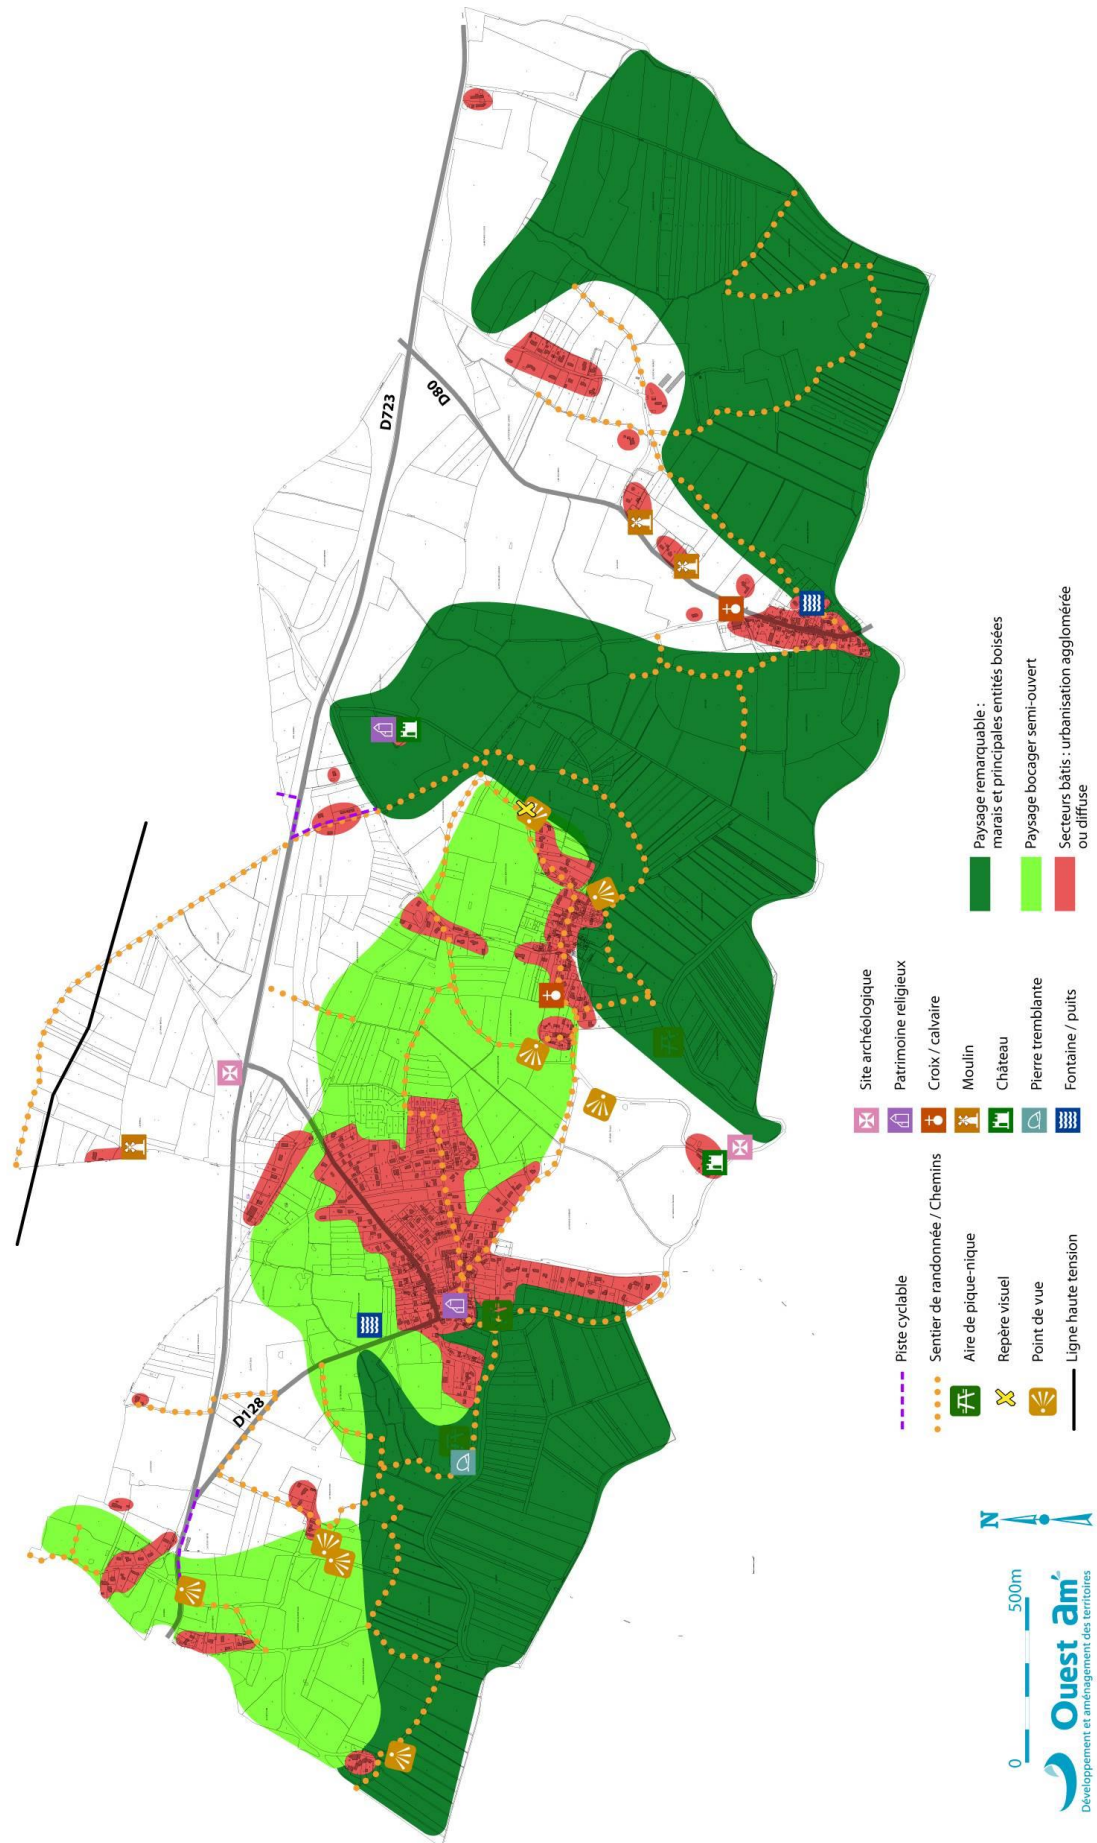 D723
D80
D128
Piste cyclable
Sentier de randonnée / Chemins
Aire de pique-nique
Repère visuel
Point de vue
Ligne haute tension
Site archéologique
Patrimoine religieux
Croix / calvaire
Moulin
Château
Pierre tremblante
Fontaine / puits
Paysage remarquable :
marais et principales entités boisées
Paysage bocager semi-ouvert
Secteurs bâtis : urbanisation agglomérée
ou diffuse
N
0
500m
Ouest am'
Développement et aménagement des territoires